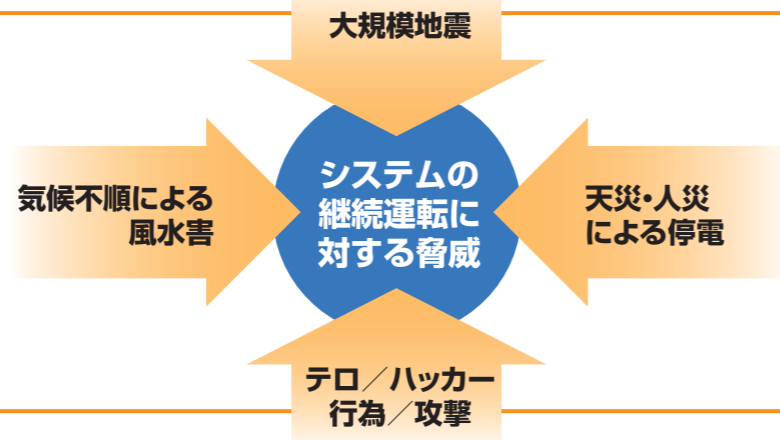 大規模地震
気候不順による
風水害
システムの
継続運転に
対する脅威
天災・人災
による停電
テロ／ハッカー
行為／攻撃